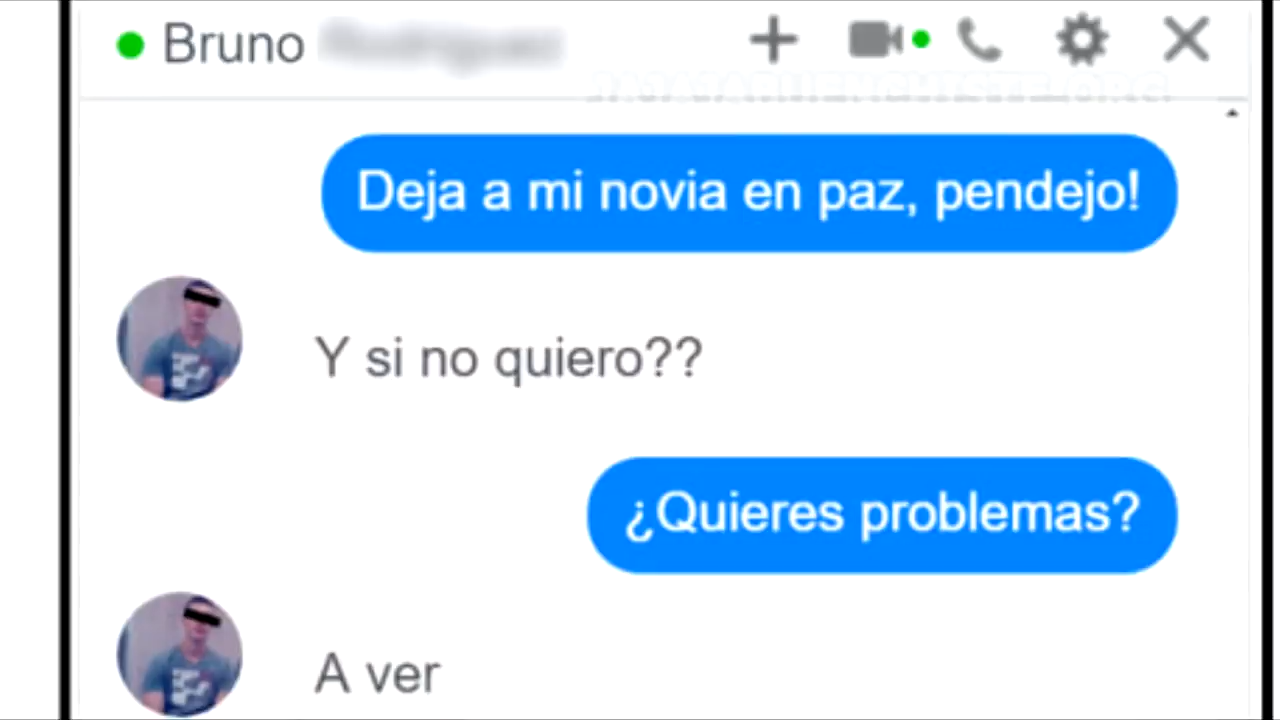 Bruno
Deja a mi novia en paz, pendejo!
Y si no quiero??
¿Quieres problemas?
A ver